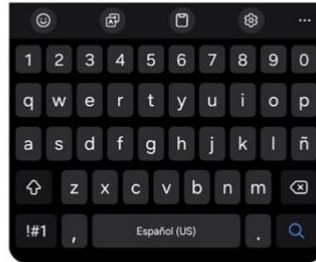 1 2 3 4 5 6 7 8 9 0
q w e r t y u i o p
a s d f g h j k l ñ
z x c v b n m
!#1 , Español (US) .